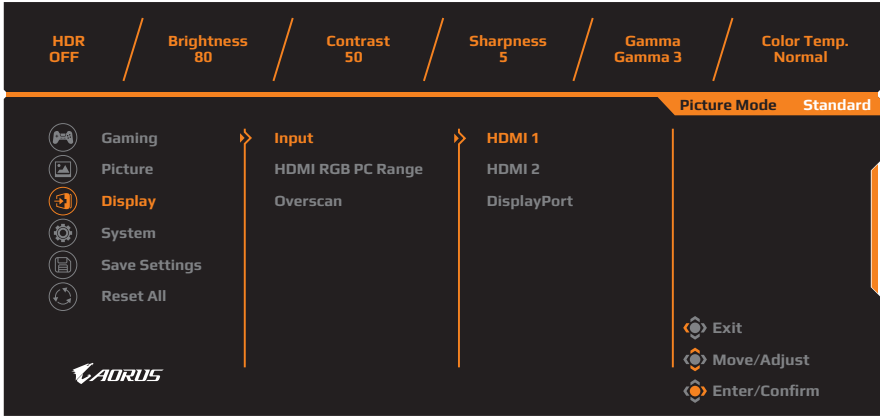 HDR Brightness Contrast Sharpness Gamma Color Temp.
OFF 80 50 5 Gamma 3 Normal
Picture Mode Standard
Gaming Input HDMI 1
Picture HDMI RGB PC Range HDMI 2
Display Overscan DisplayPort
System
Save Settings
Reset All
Exit
Move/Adjust
AORUS
Enter/Confirm